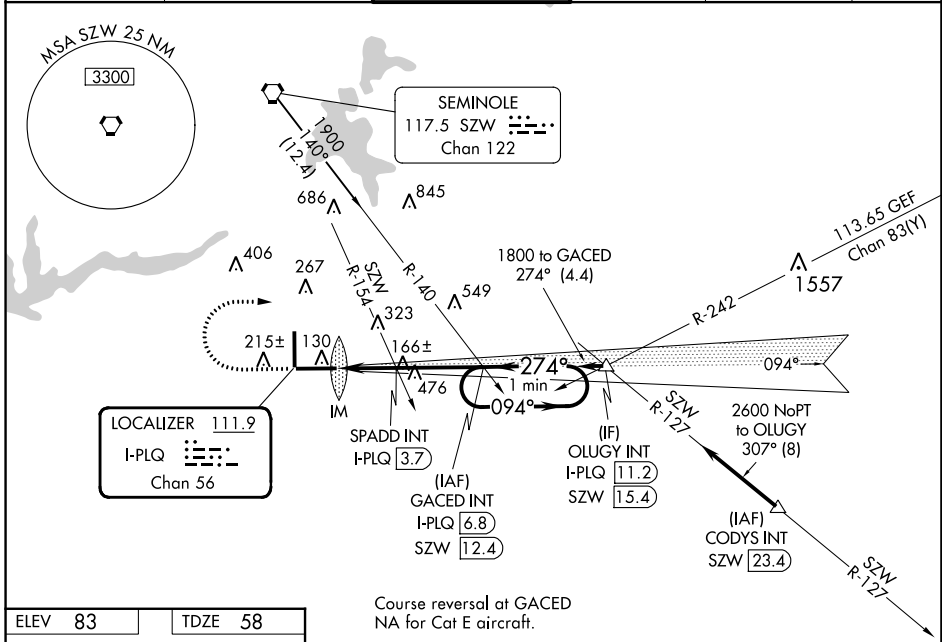 MSA SZW 25 NM
3300
SEMINOLE
117.5 SZW
Chan 122
1900
140°
(12.4)
686
845
406
267
R-140
SZW
R-154
323
549
1800 to GACED
274° (4.4)
113.65 GEF
Chan 83(Y)
1557
R-242
215±
130
166±
476
274°
1 min
094°
094°
IM
LOCALIZER 111.9
I-PLQ
Chan 56
SPADD INT
I-PLQ 3.7
(IAF)
GACED INT
I-PLQ 6.8
SZW 12.4
(IF)
OLUGY INT
I-PLQ 11.2
SZW 15.4
SZW
R-127
2600 NoPT
to OLUGY
307° (8)
(IAF)
CODYS INT
SZW 23.4
SZW
R-127
Course reversal at GACED
NA for Cat E aircraft.
ELEV 83
TDZE 58